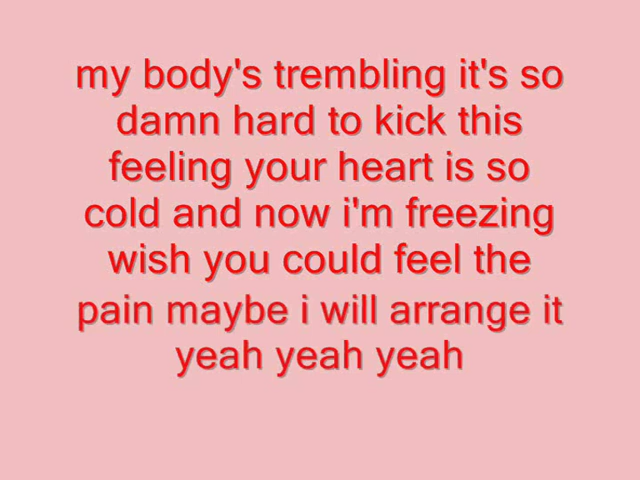 my body's trembling it's so
damn hard to kick this
feeling your heart is so
cold and now i'm freezing
wish you could feel the
pain maybe i will arrange it
yeah yeah yeah